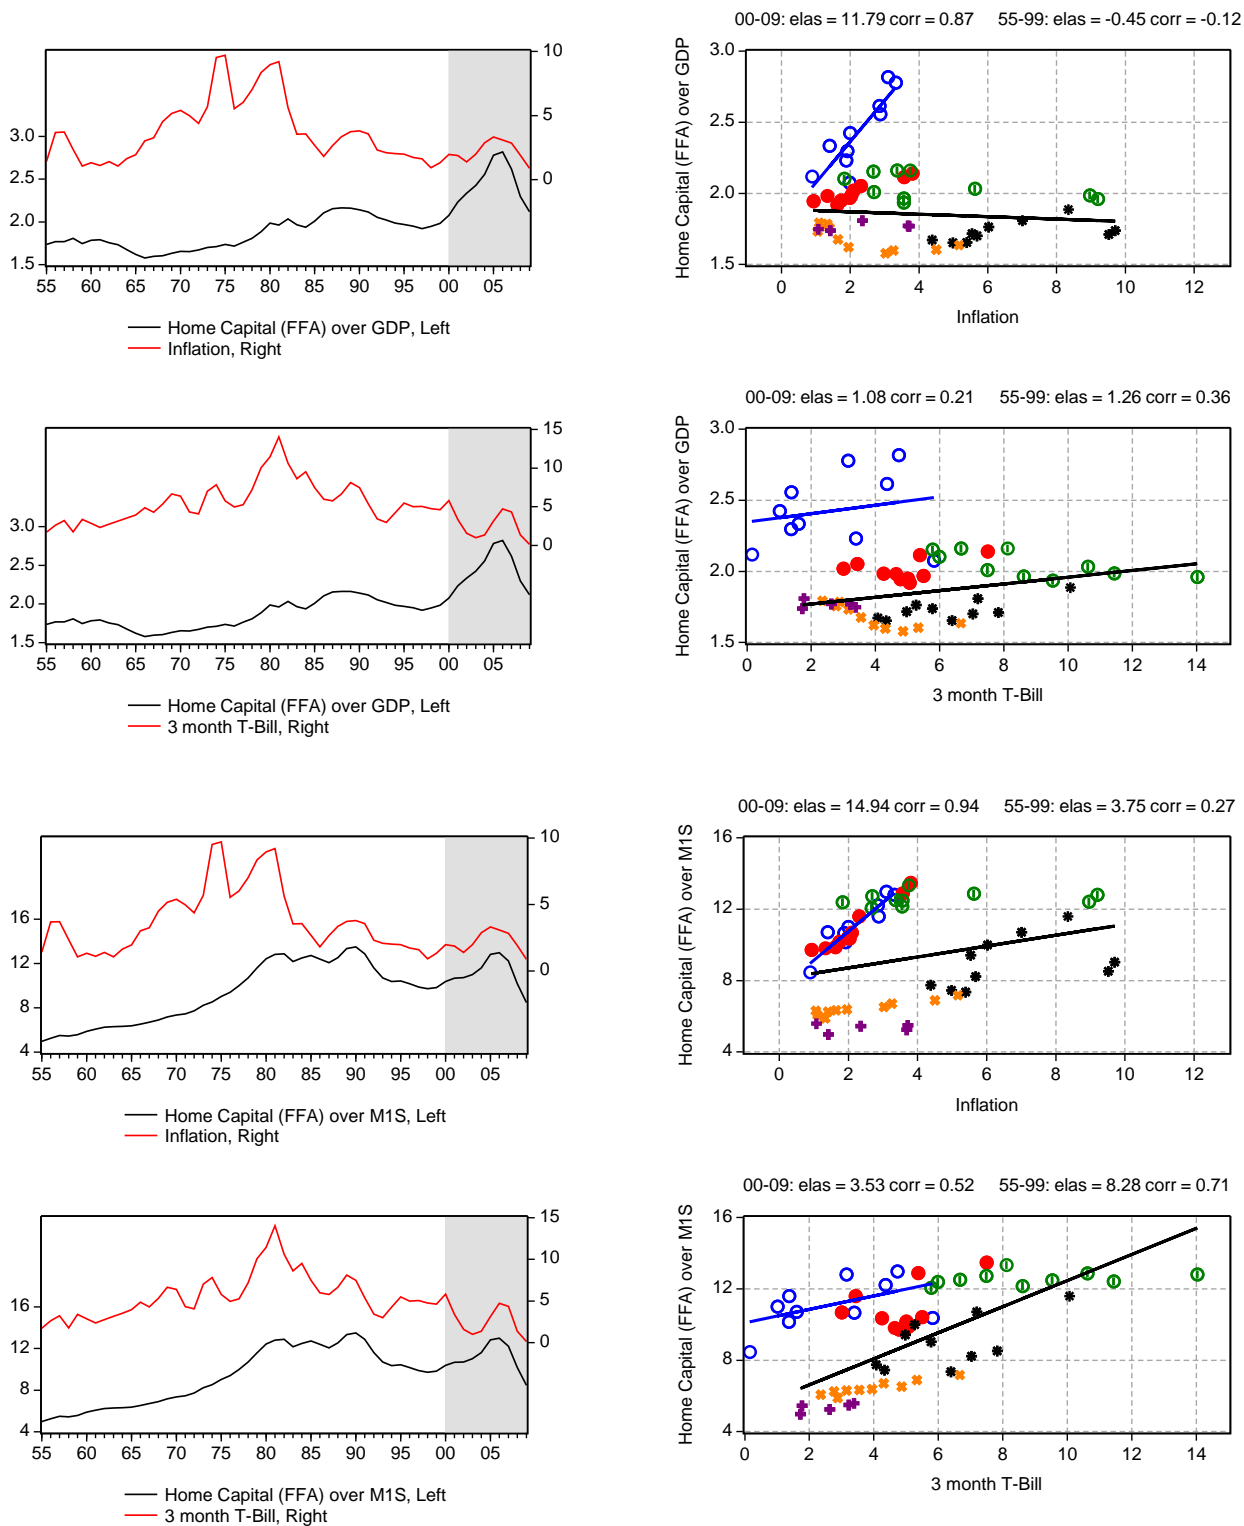 00-09: elas = 11.79 corr = 0.87 55-99: elas = -0.45 corr = -0.12
10
5
0
3.0
2.5
2.0
1.5
55 60 65 70 75 80 85 90 95 00 05
Home Capital (FFA) over GDP, Left
Inflation, Right
Home Capital (FFA) over GDP
3.0
2.5
2.0
1.5
0 2 4 6 8 10 12
Inflation
00-09: elas = 1.08 corr = 0.21 55-99: elas = 1.26 corr = 0.36
15
10
5
0
3.0
2.5
2.0
1.5
55 60 65 70 75 80 85 90 95 00 05
Home Capital (FFA) over GDP, Left
3 month T-Bill, Right
Home Capital (FFA) over GDP
3.0
2.5
2.0
1.5
0 2 4 6 8 10 12 14
3 month T-Bill
00-09: elas = 14.94 corr = 0.94 55-99: elas = 3.75 corr = 0.27
10
5
0
16
12
8
4
55 60 65 70 75 80 85 90 95 00 05
Home Capital (FFA) over M1S, Left
Inflation, Right
Home Capital (FFA) over M1S
16
12
8
4
0 2 4 6 8 10 12
Inflation
00-09: elas = 3.53 corr = 0.52 55-99: elas = 8.28 corr = 0.71
15
10
5
0
16
12
8
4
55 60 65 70 75 80 85 90 95 00 05
Home Capital (FFA) over M1S, Left
3 month T-Bill, Right
Home Capital (FFA) over M1S
16
12
8
4
0 2 4 6 8 10 12 14
3 month T-Bill